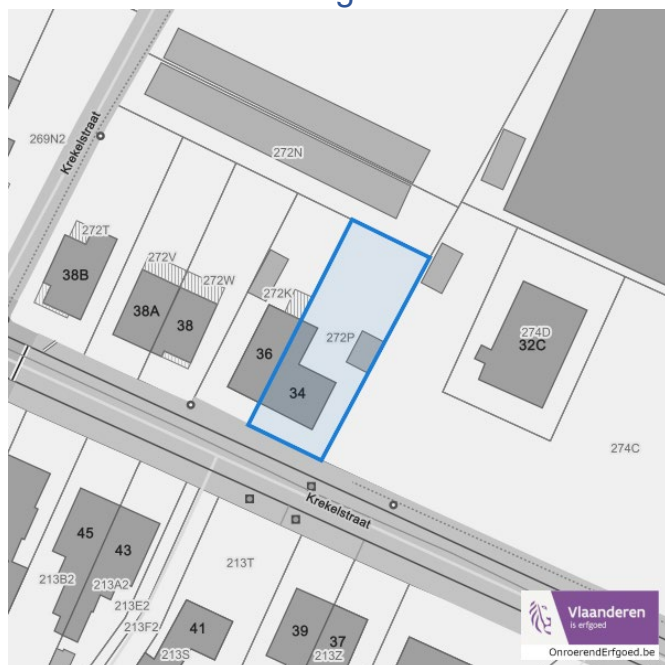 Krekelstraat
269N2
272N
272T
38B
272V
272W
38A
38
272K
36
34
272P
274D
32C
274C
Krekelstraat
45
43
213B2
213A2
213E2
213F2
213T
41
213S
39
37
213Z
Vlaanderen
is erfgoed
OnroerendErfgoed.be